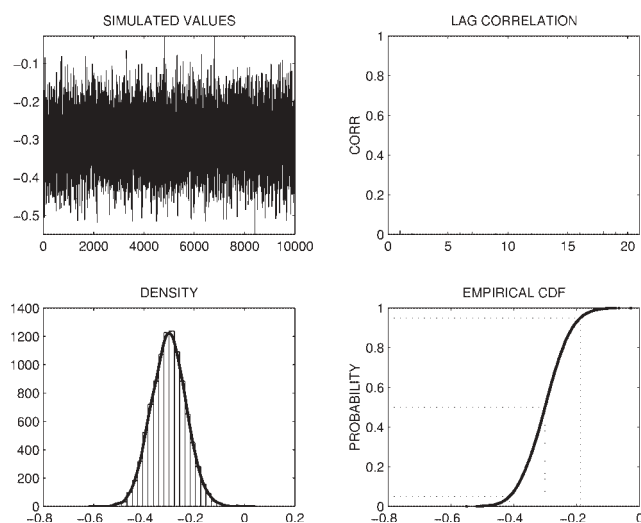 SIMULATED VALUES
−0.1
−0.2
−0.3
−0.4
−0.5
0 2000 4000 6000 8000 10000
LAG CORRELATION
1
0.8
0.6
0.4
0.2
0
CORR
0 5 10 15 20
DENSITY
1400
1200
1000
800
600
400
200
0
−0.8 −0.6 −0.4 −0.2 0 0.2
EMPIRICAL CDF
1
0.8
0.6
0.4
0.2
0
PROBABILITY
−0.8 −0.6 −0.4 −0.2 0